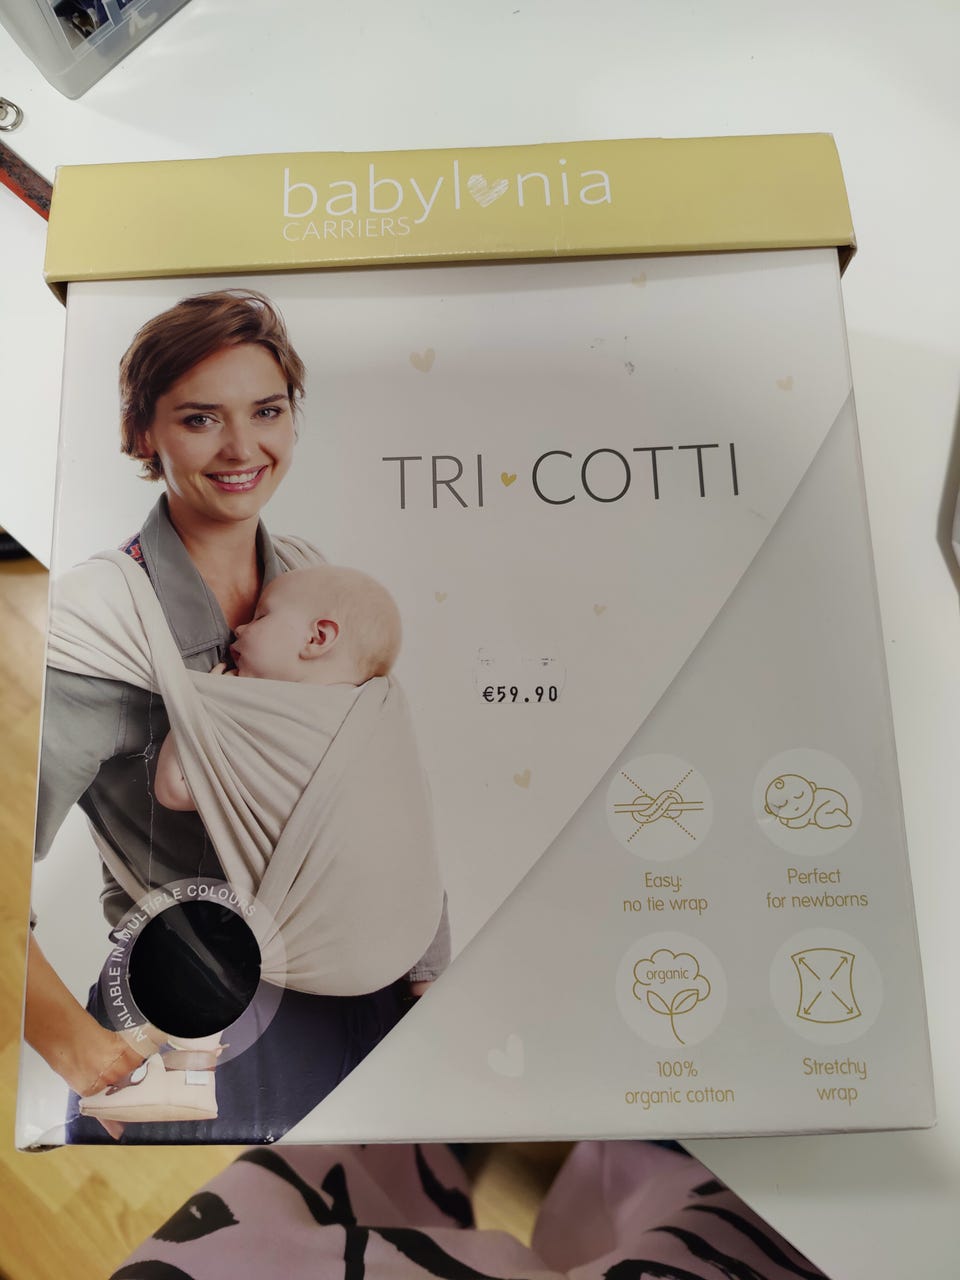 babylonia
CARRIERS
TRI COTTI
€59.90
Easy:
no tie wrap
Perfect
for newborns
AVAILABLE IN MULTIPLE COLOURS
organic
100%
organic cotton
Stretchy
wrap